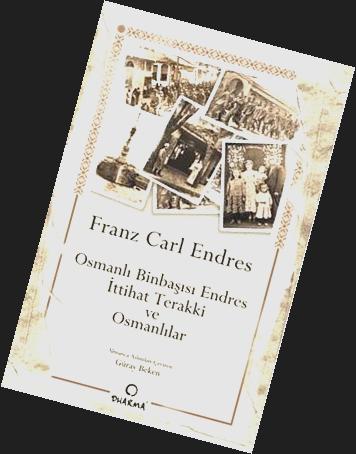 Franz Carl Endres
Osmanlı Binbaşısı Endres
İttihat Terakki
ve
Osmanlılar
Almanca Aslından Çeviren
Güray Beken
DHARMA